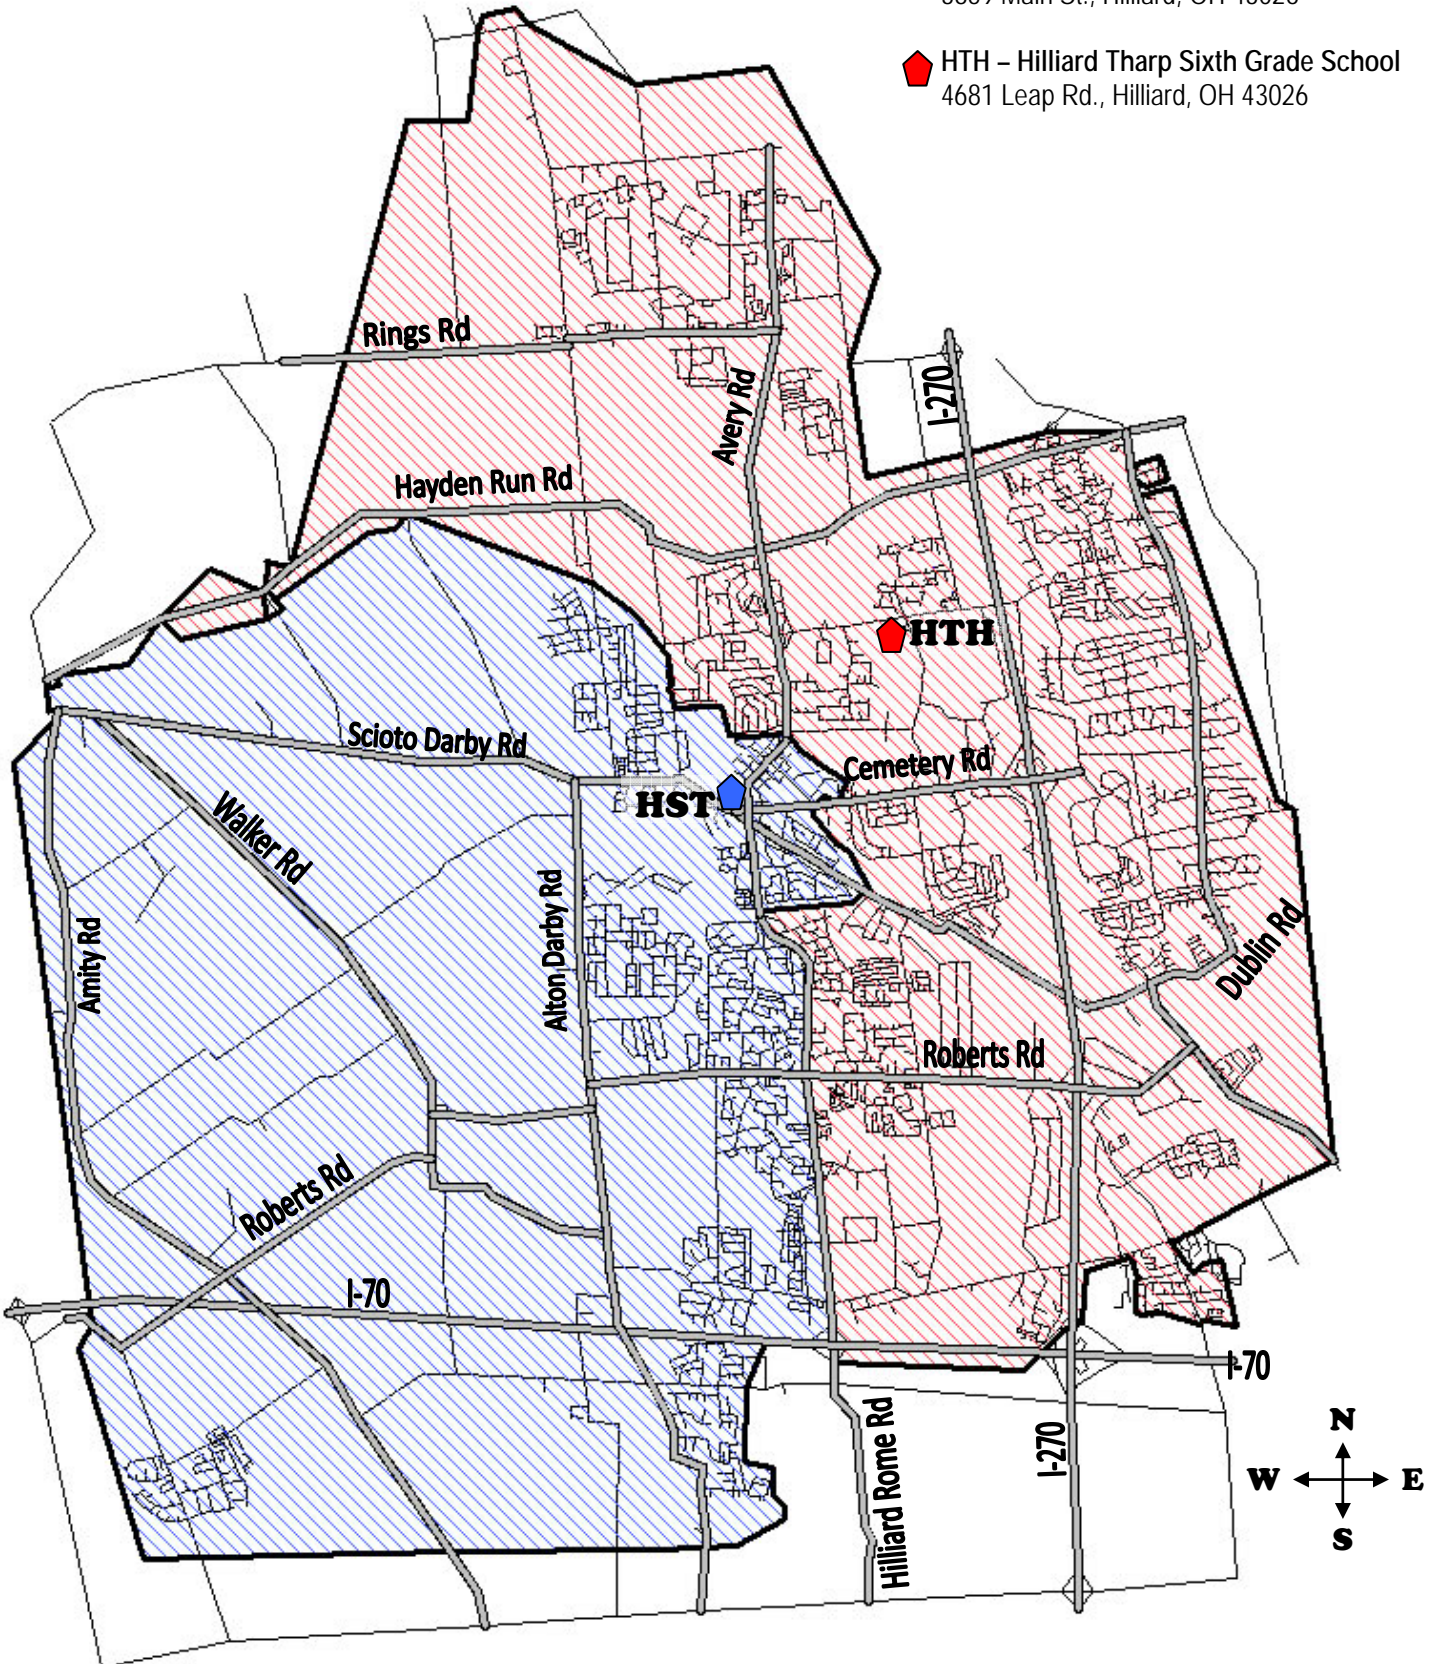 HTH – Hilliard Tharp Sixth Grade School
4681 Leap Rd., Hilliard, OH 43026
Rings Rd
Avery Rd
I-270
Hayden Run Rd
HTH
Scioto Darby Rd
Cemetery Rd
HST
Walker Rd
Alton Darby Rd
Amity Rd
Dublin Rd
Roberts Rd
Roberts Rd
I-70
I-70
Hilliard Rome Rd
I-270
N
W E
S